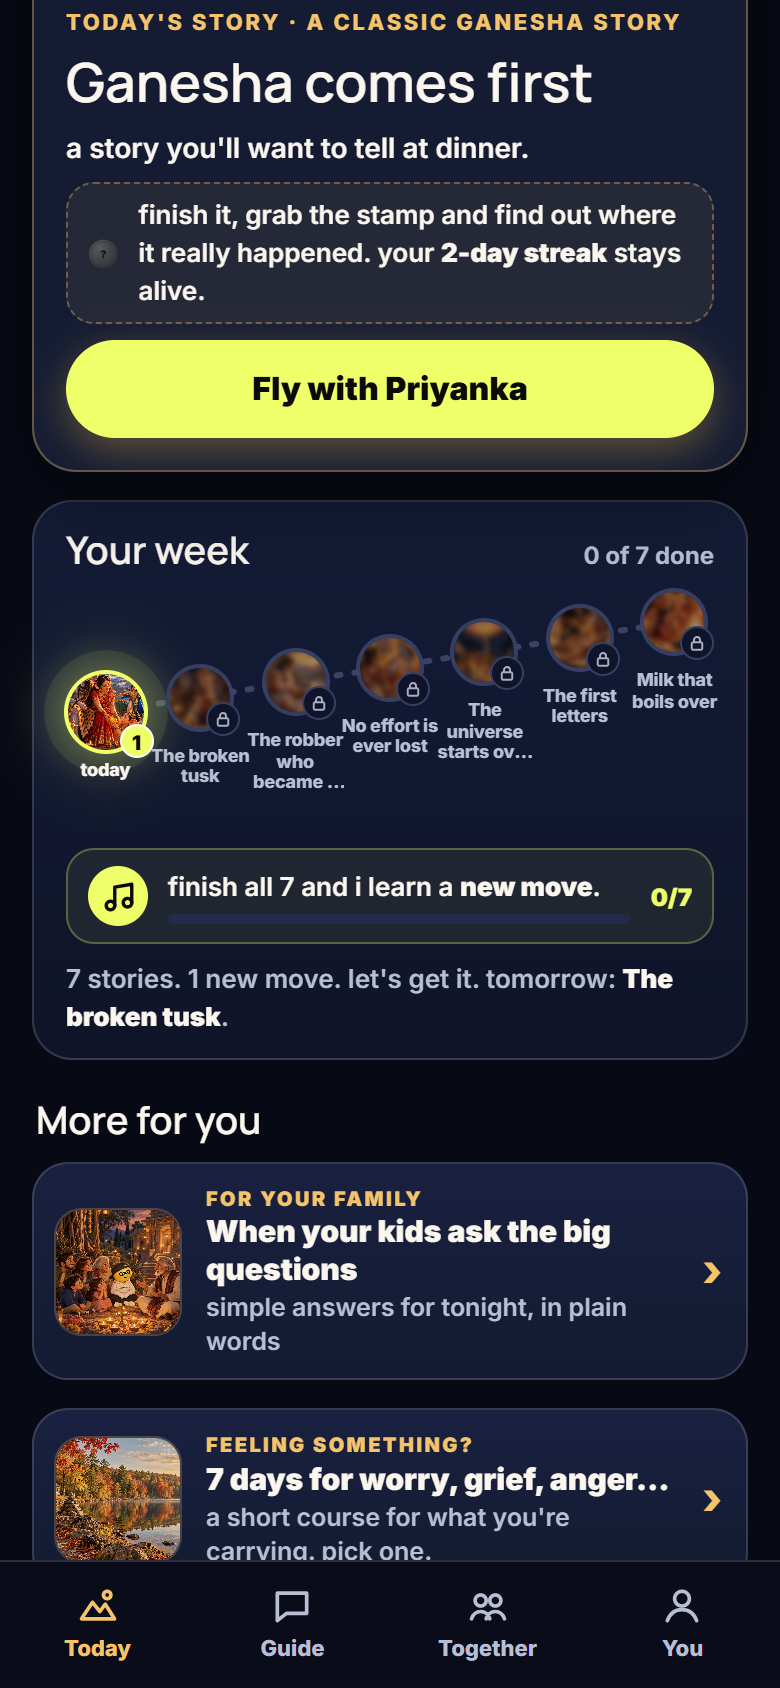 TODAY'S STORY · A CLASSIC GANESHA STORY
Ganesha comes first
a story you'll want to tell at dinner.
?
finish it, grab the stamp and find out where
it really happened. your 2-day streak stays
alive.
Fly with Priyanka
Your week
0 of 7 done
1
today
The broken
tusk
The robber
who
became ...
No effort is
ever lost
The
universe
starts ov...
The first
letters
Milk that
boils over
finish all 7 and i learn a new move.
0/7
7 stories. 1 new move. let's get it. tomorrow: The
broken tusk.
More for you
FOR YOUR FAMILY
When your kids ask the big
questions
simple answers for tonight, in plain
words
FEELING SOMETHING?
7 days for worry, grief, anger...
a short course for what you're
carrying. pick one.
Today
Guide
Together
You